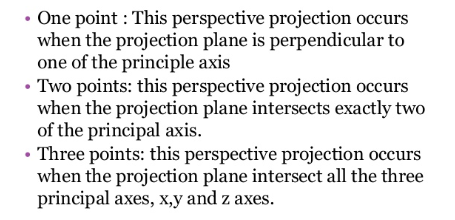 • One point : This perspective projection occurs
when the projection plane is perpendicular to
one of the principle axis
• Two points: this perspective projection occurs
when the projection plane intersects exactly two
of the principal axis.
• Three points: this perspective projection occurs
when the projection plane intersect all the three
principal axes, x,y and z axes.